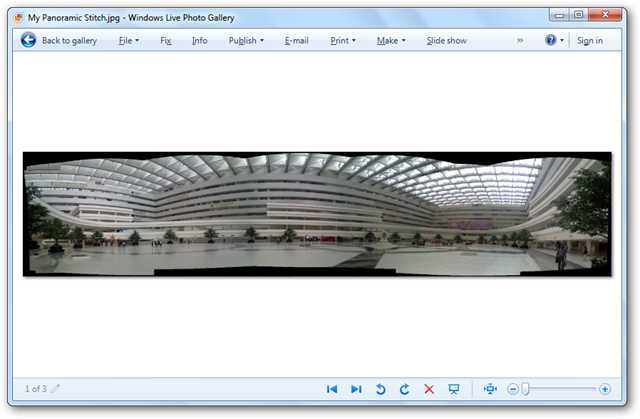 My Panoramic Stitch.jpg - Windows Live Photo Gallery
Back to gallery File Fix Info Publish E-mail Print Make Slide show » ? Sign in
1 of 3